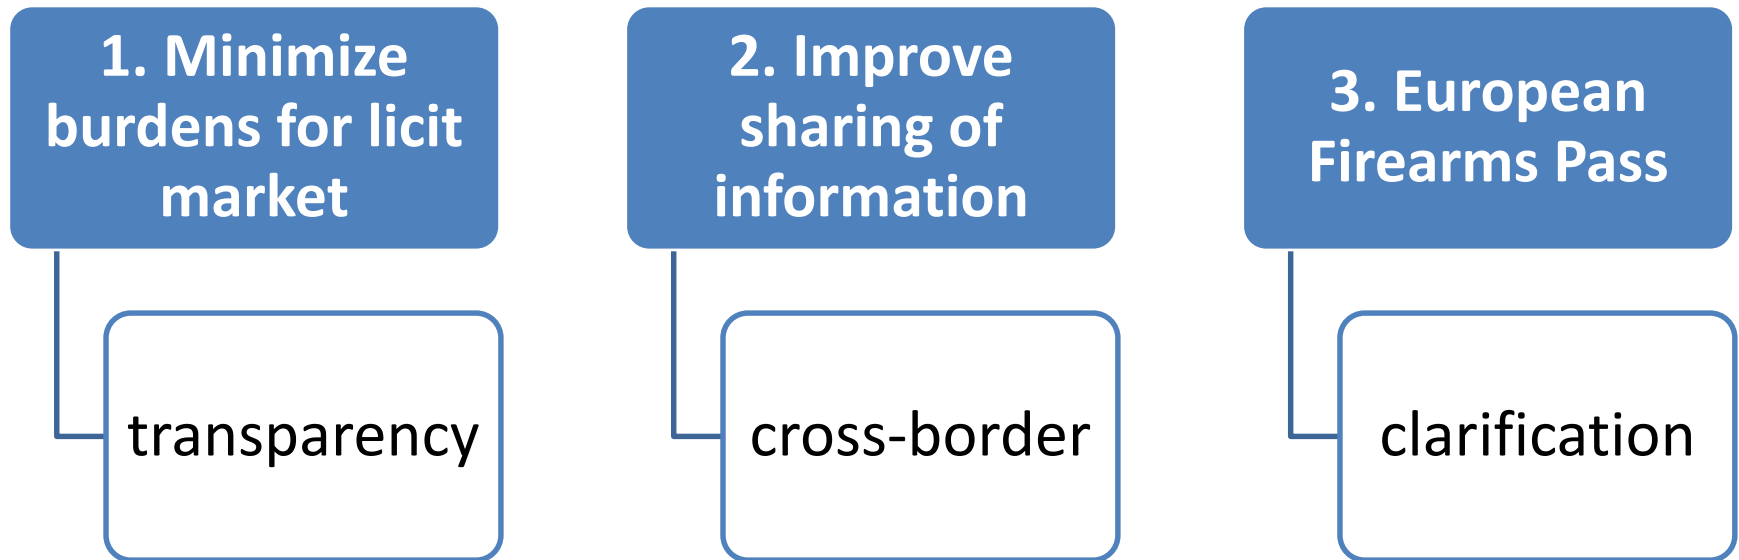 1. Minimize
burdens for licit
market
transparency
2. Improve
sharing of
information
cross-border
3. European
Firearms Pass
clarification